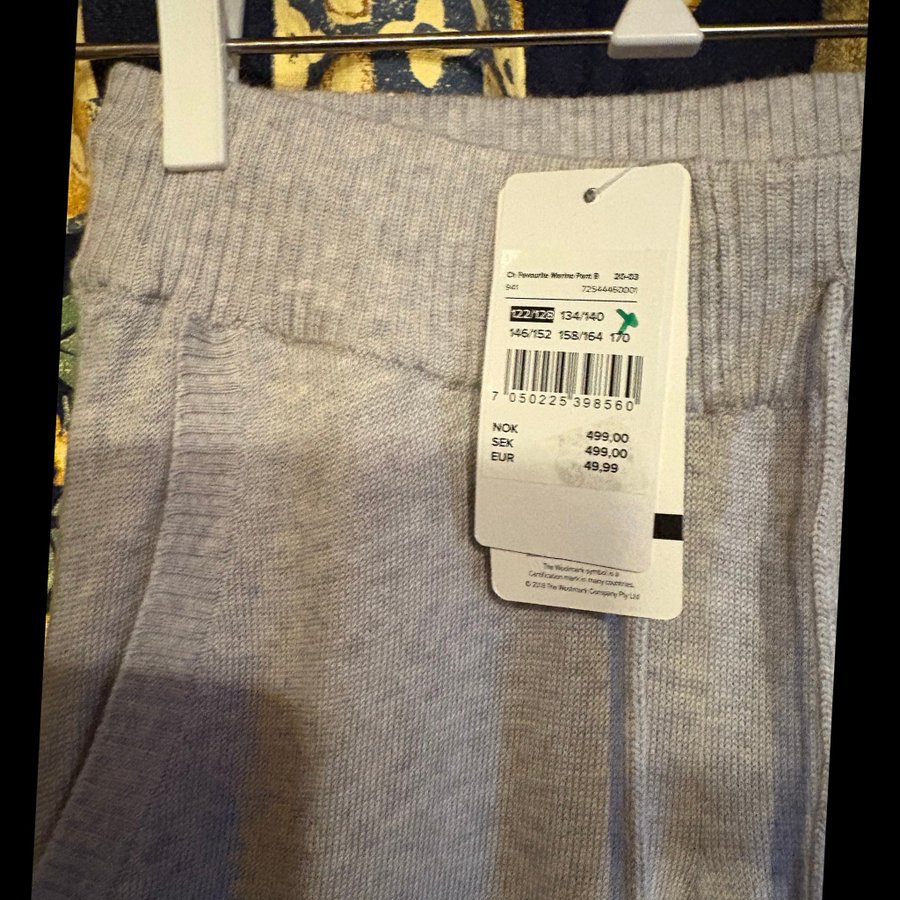 Ch Favourite Merino Pant B 20-03
941 72544450001
122/128 134/140
146/152 158/164 170
7 050225 398560
NOK 499,00
SEK 499,00
EUR 49,99
The Woolmark symbol is a
Certification mark in many countries.
© 2018 The Woolmark Company Pty Ltd